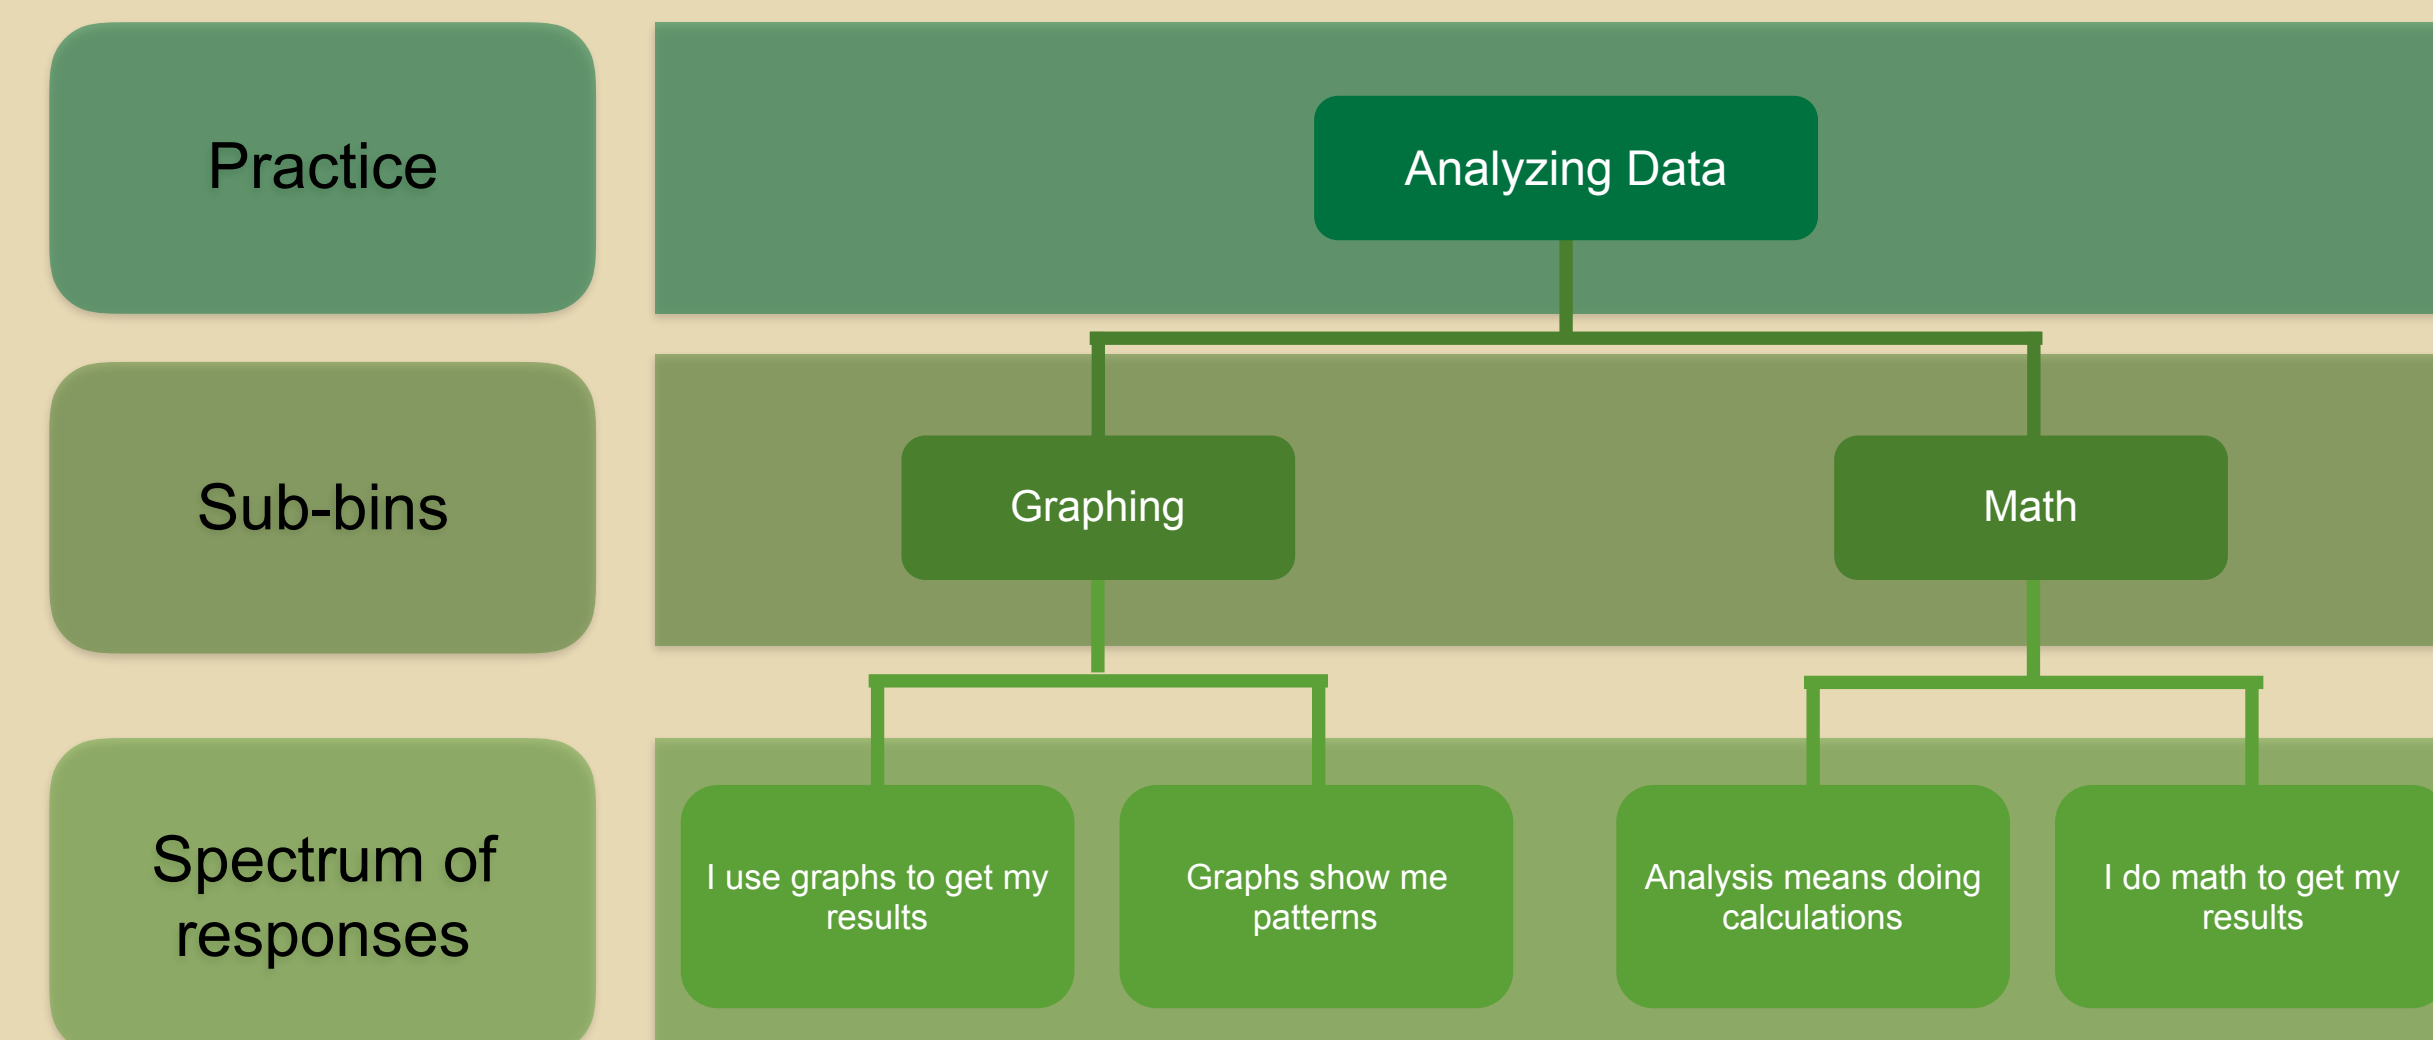 Practice
Analyzing Data
Sub-bins
Graphing
Math
Spectrum of
responses
I use graphs to get my
results
Graphs show me
patterns
Analysis means doing
calculations
I do math to get my
results